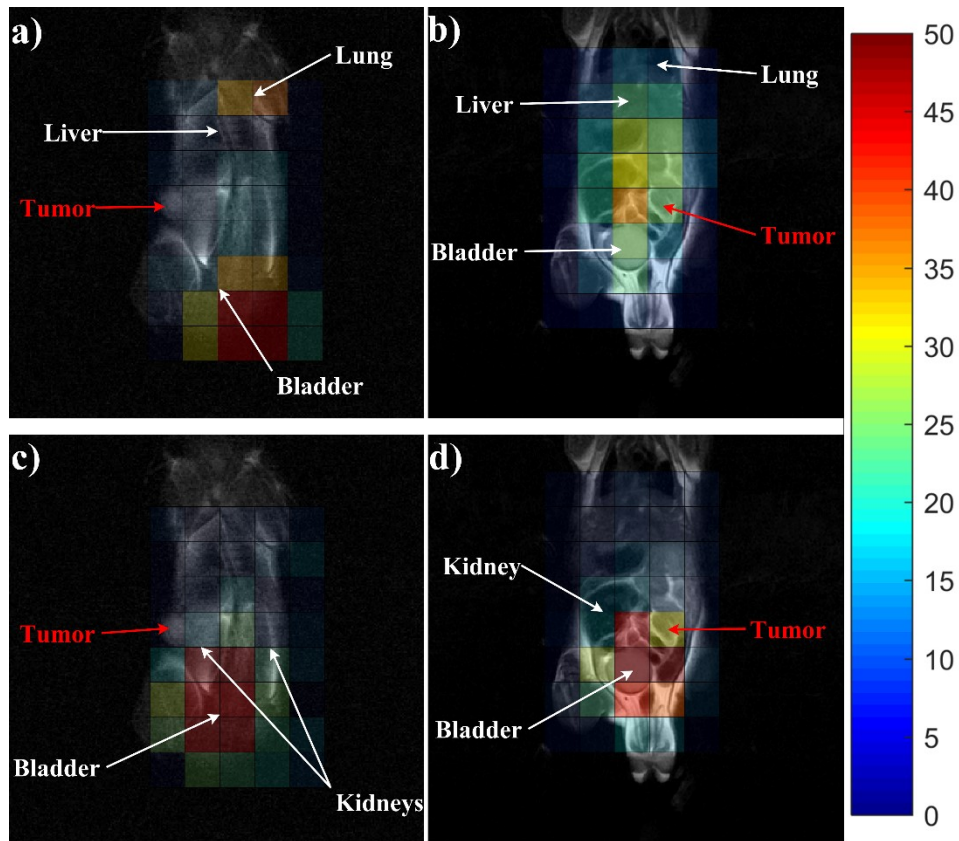 a)
Lung
Liver
Tumor
Bladder
b)
Lung
Liver
Tumor
Bladder
c)
Tumor
Bladder
Kidneys
d)
Kidney
Tumor
Bladder
50
45
40
35
30
25
20
15
10
5
0